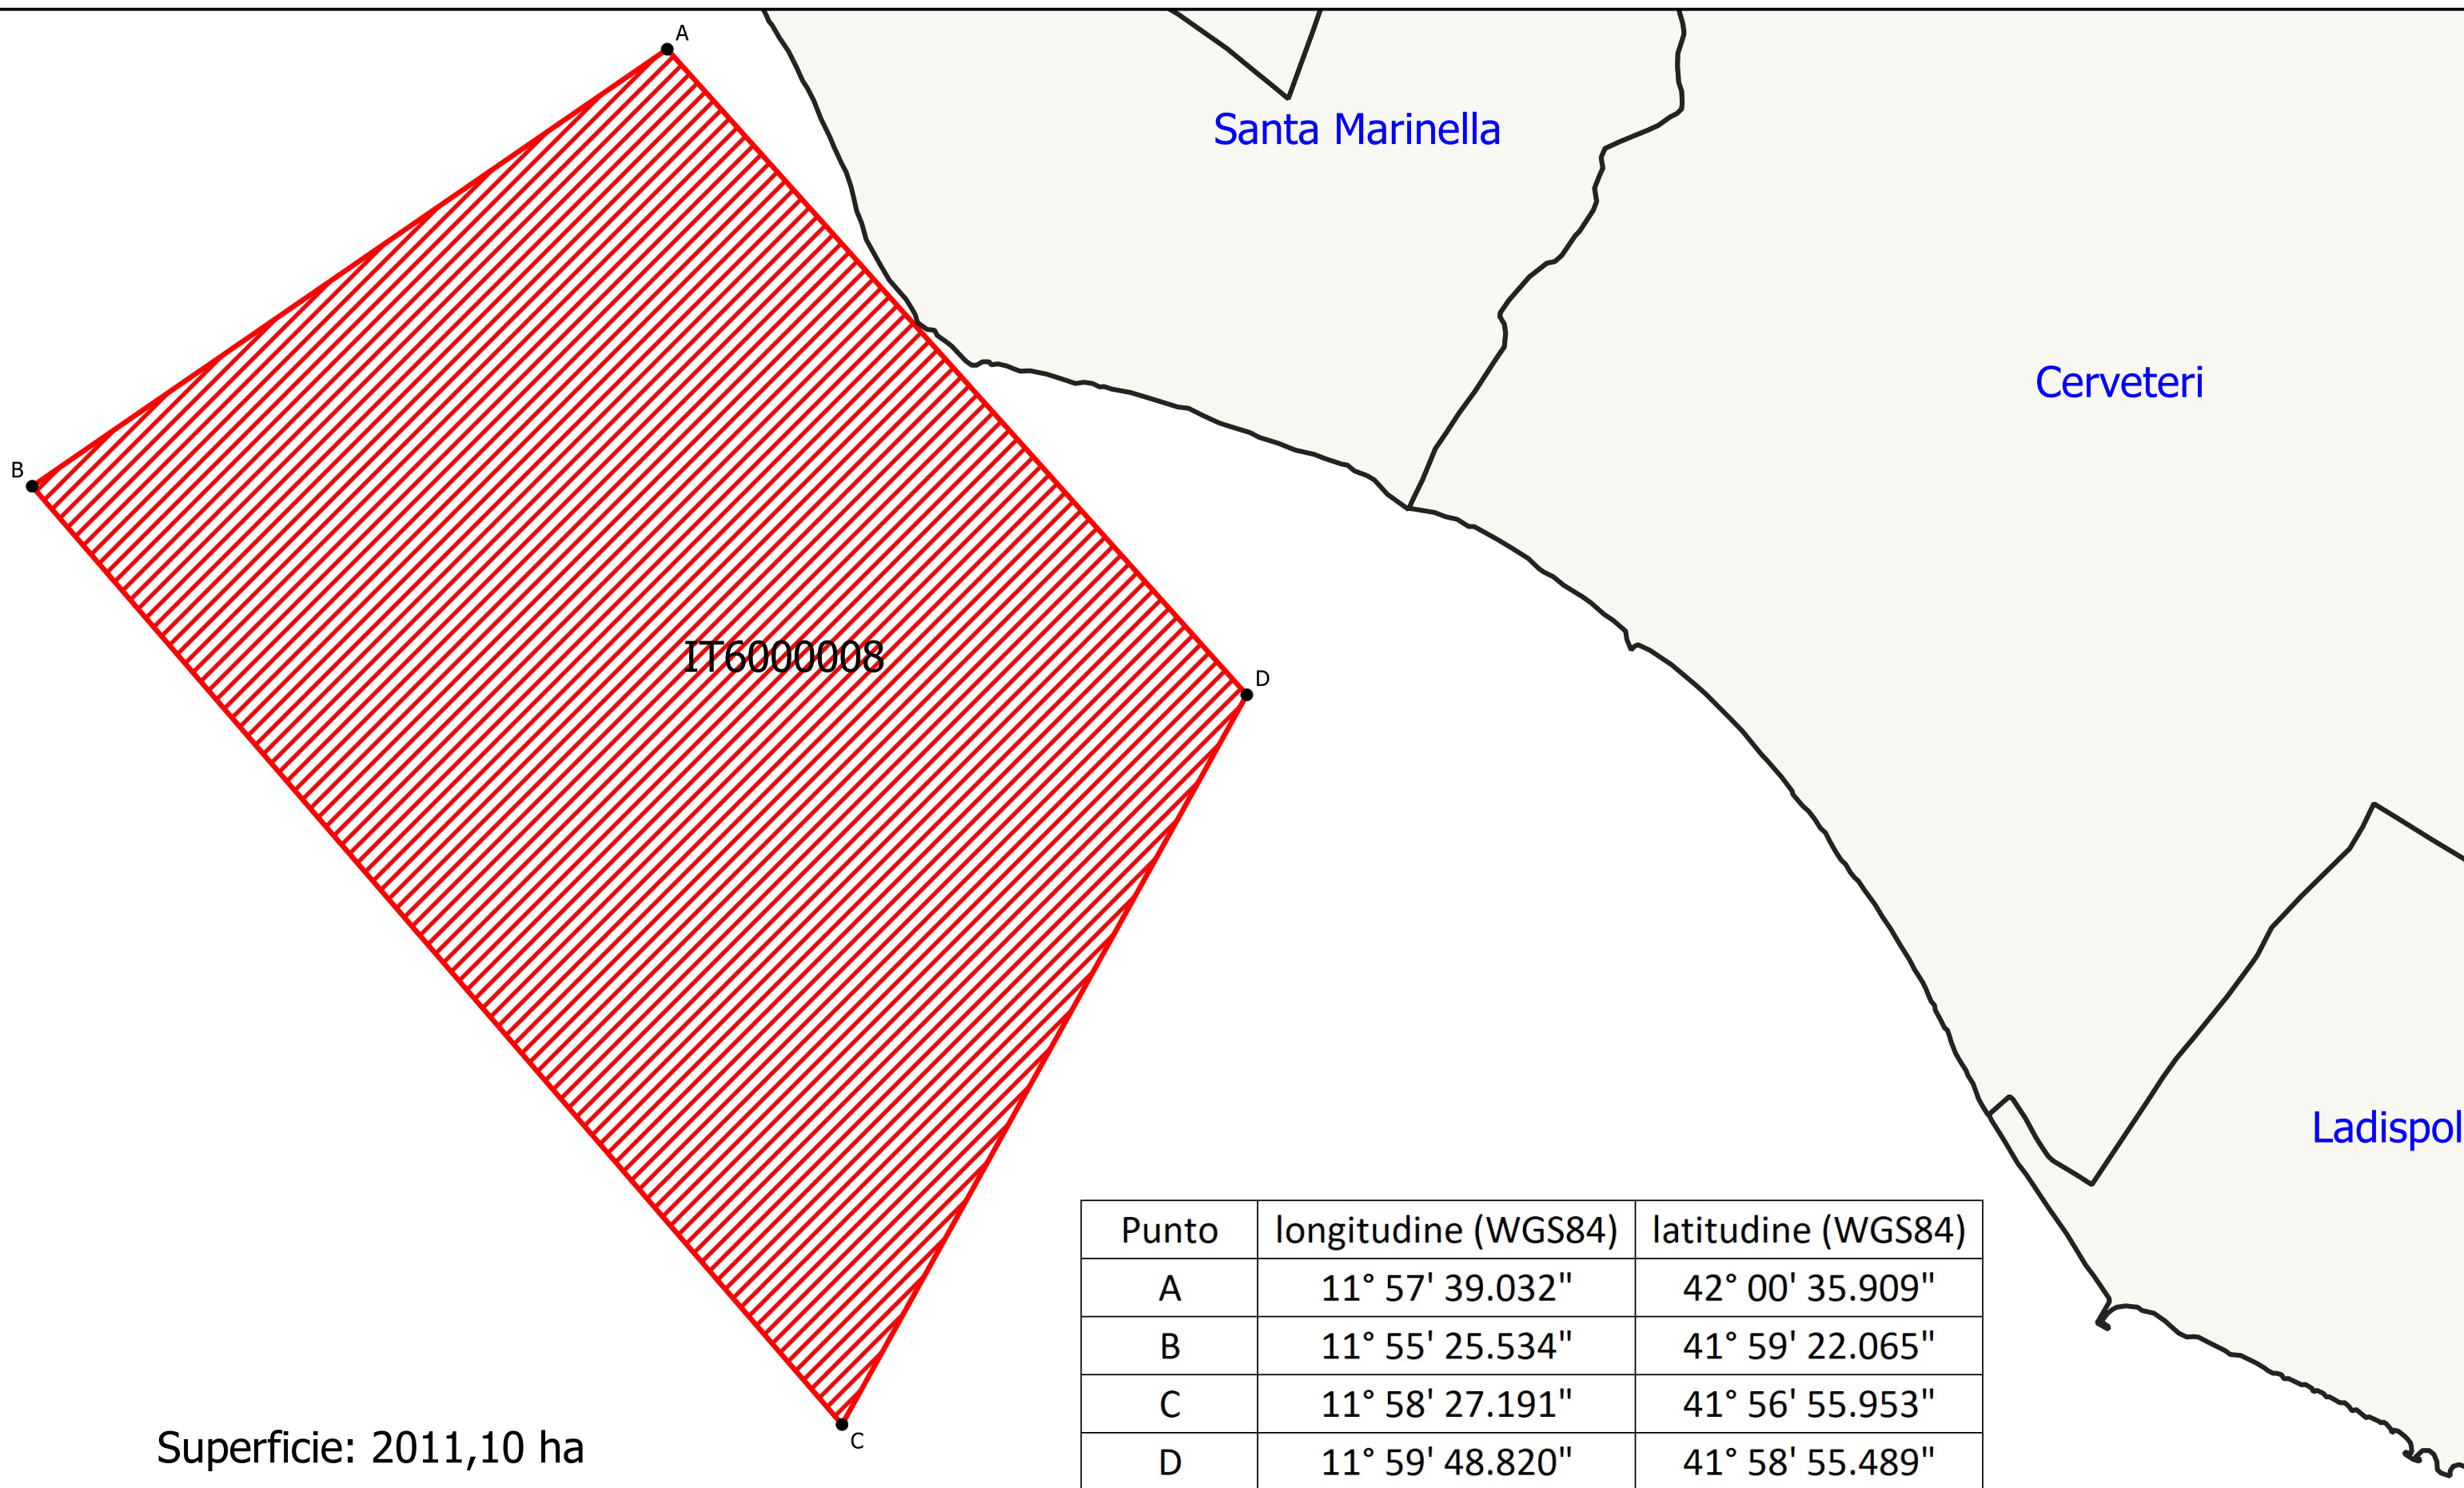 A
Santa Marinella
Cerveteri
B
IT6000008
D
Ladispol
Punto longitudine (WGS84) latitudine (WGS84)
A 11° 57' 39.032" 42° 00' 35.909"
B 11° 55' 25.534" 41° 59' 22.065"
C 11° 58' 27.191" 41° 56' 55.953"
D 11° 59' 48.820" 41° 58' 55.489"
C
Superficie: 2011,10 ha